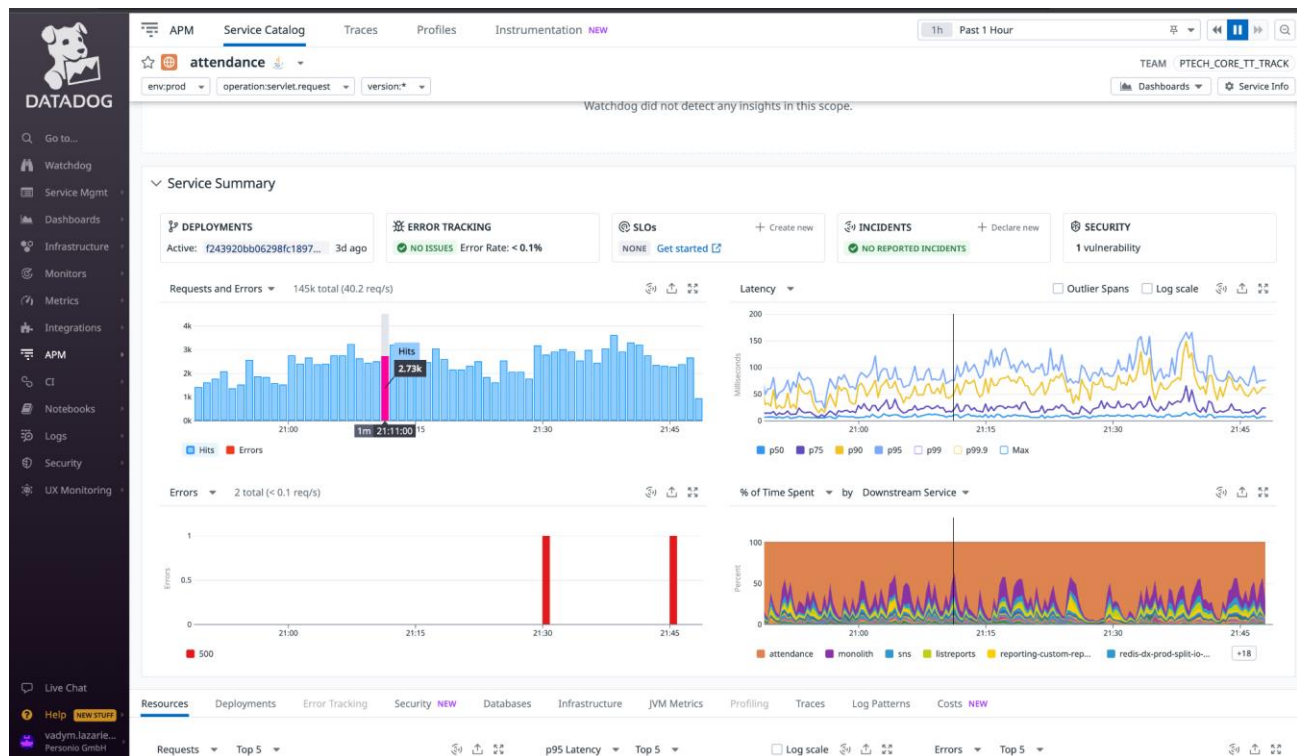 DATADOG
Go to...
Watchdog
Service Mgmt
Dashboards
Infrastructure
Monitors
Metrics
Integrations
APM
CI
Notebooks
Logs
Security
UX Monitoring
Live Chat
Help NEW STUFF
vadym.lazarie...
Personio GmbH
APM Service Catalog Traces Profiles Instrumentation NEW
1h Past 1 Hour
attendance
TEAM PTECH_CORE_TT_TRACK
env:prod operation:servlet.request version:*
Dashboards Service Info
Watchdog did not detect any insights in this scope.
Service Summary
DEPLOYMENTS
Active: f243920bb06298fc1897... 3d ago
ERROR TRACKING
NO ISSUES Error Rate: < 0.1%
SLOs + Create new
NONE Get started
INCIDENTS + Declare new
NO REPORTED INCIDENTS
SECURITY
1 vulnerability
Requests and Errors 145k total (40.2 req/s)
4k
3k
2k
1k
0k
Hits
2.73k
21:00 1m 21:11:00 15 21:30 21:45
Hits Errors
Latency Outlier Spans Log scale
Milliseconds
200
150
100
50
0
21:00 21:15 21:30 21:45
p50 p75 p90 p95 p99 p99.9 Max
Errors 2 total (< 0.1 req/s)
Errors
1
0.5
0
21:00 21:15 21:30 21:45
500
% of Time Spent by Downstream Service
Percent
100
50
0
21:00 21:15 21:30 21:45
attendance monolith sns listreports reporting-custom-rep... redis-dx-prod-split-io-... +18
Resources Deployments Error Tracking Security NEW Databases Infrastructure JVM Metrics Profiling Traces Log Patterns Costs NEW
Requests Top 5
p95 Latency Top 5 Log scale
Errors Top 5